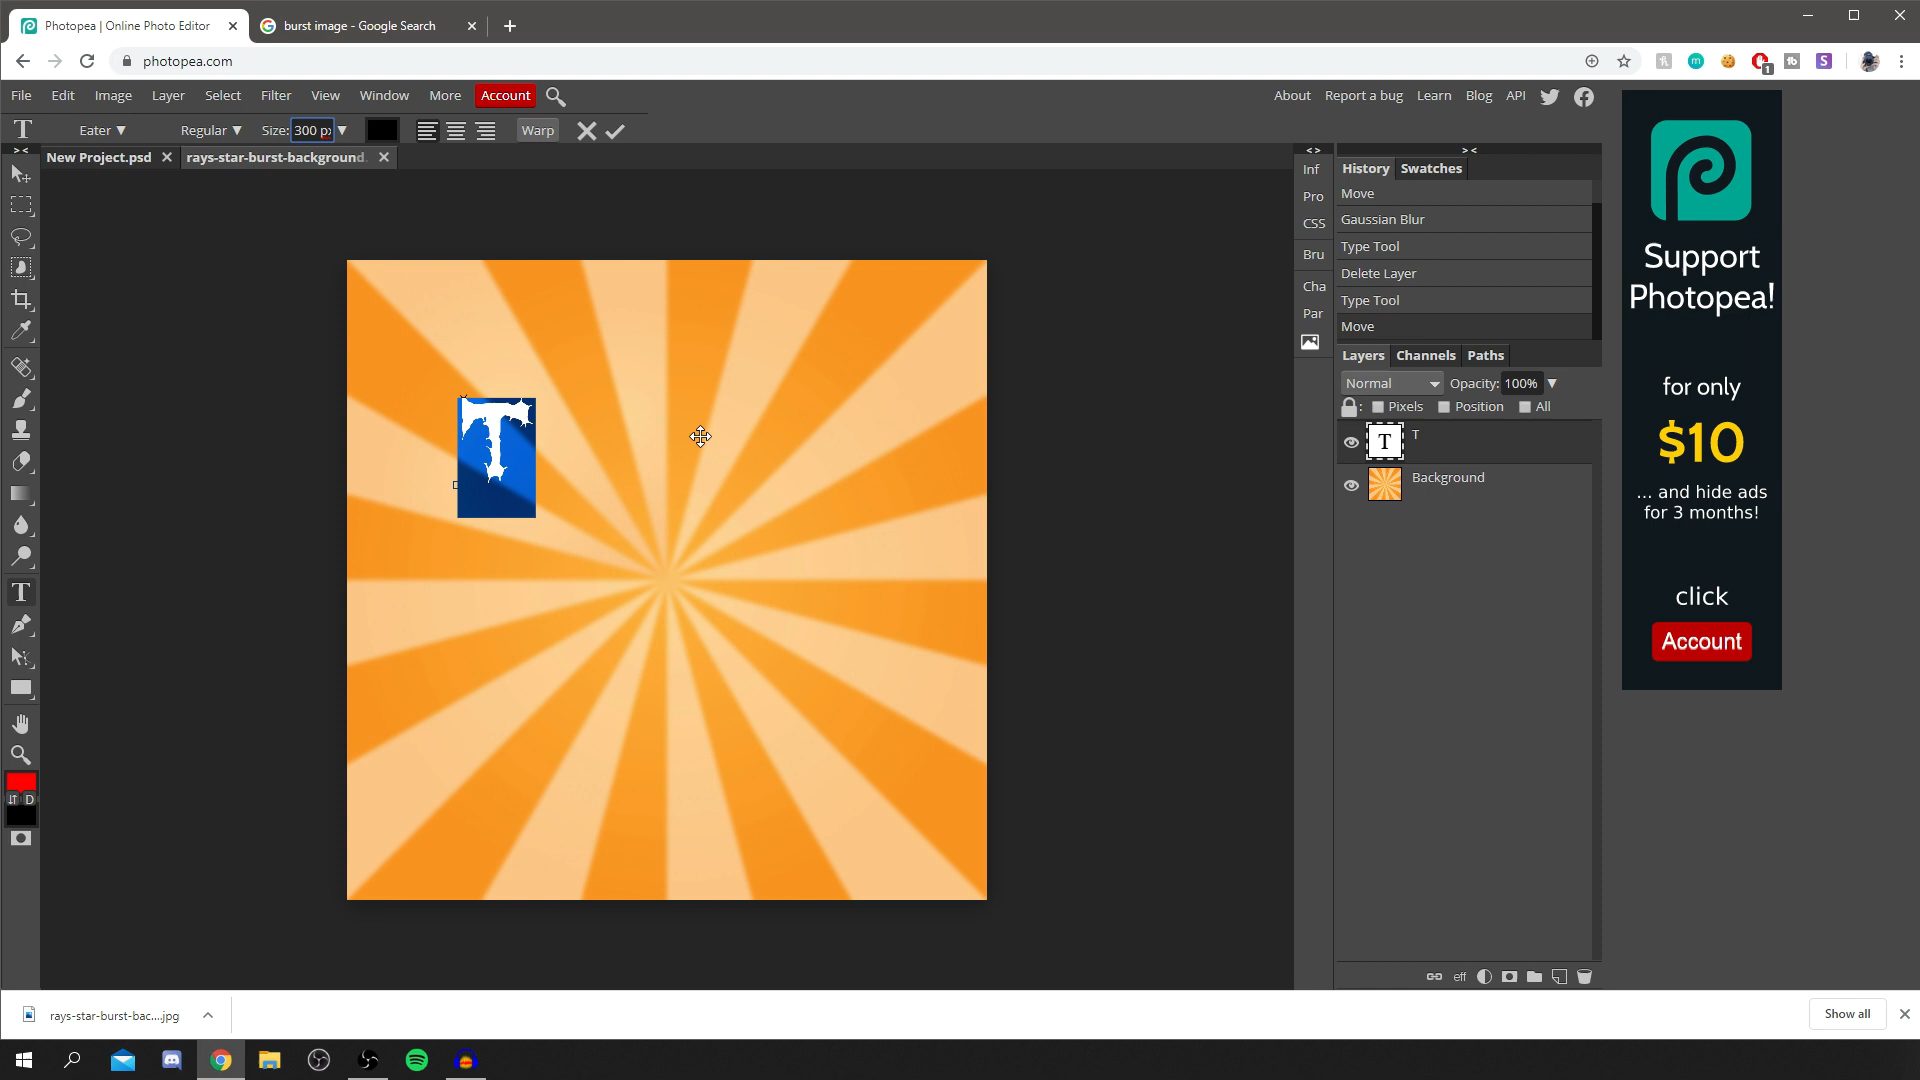 Photopea | Online Photo Editor
burst image - Google Search
photopea.com
1
File Edit Image Layer Select Filter View Window More Account
About Report a bug Learn Blog API
T Eater Regular Size: 300 px Warp
New Project.psd
rays-star-burst-background.
Inf
Pro
CSS
Bru
Cha
Par
History Swatches
Move
Gaussian Blur
Type Tool
Delete Layer
Type Tool
Move
Layers Channels Paths
Normal Opacity: 100%
Pixels Position All
T T
Background
eff
T
T
D
Support
Photopea!
for only
$10
... and hide ads
for 3 months!
click
Account
rays-star-burst-bac....jpg
Show all